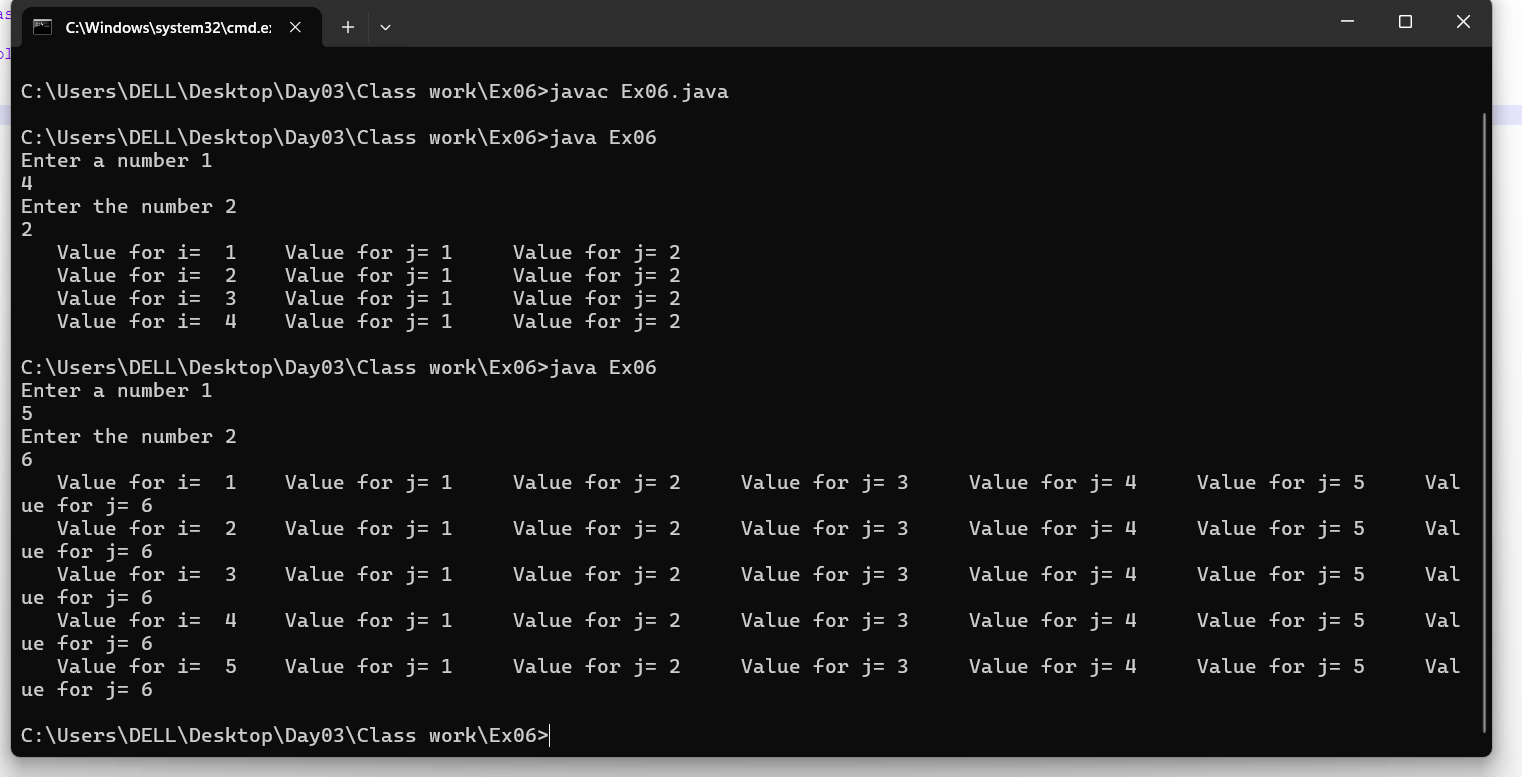 C:\Windows\system32\cmd.e
C:\Users\DELL\Desktop\Day03\Class work\Ex06>javac Ex06.java
C:\Users\DELL\Desktop\Day03\Class work\Ex06>java Ex06
Enter a number 1
4
Enter the number 2
2
   Value for i=  1    Value for j= 1     Value for j= 2
   Value for i=  2    Value for j= 1     Value for j= 2
   Value for i=  3    Value for j= 1     Value for j= 2
   Value for i=  4    Value for j= 1     Value for j= 2
C:\Users\DELL\Desktop\Day03\Class work\Ex06>java Ex06
Enter a number 1
5
Enter the number 2
6
   Value for i=  1    Value for j= 1     Value for j= 2     Value for j= 3     Value for j= 4     Value for j= 5     Val
ue for j= 6
   Value for i=  2    Value for j= 1     Value for j= 2     Value for j= 3     Value for j= 4     Value for j= 5     Val
ue for j= 6
   Value for i=  3    Value for j= 1     Value for j= 2     Value for j= 3     Value for j= 4     Value for j= 5     Val
ue for j= 6
   Value for i=  4    Value for j= 1     Value for j= 2     Value for j= 3     Value for j= 4     Value for j= 5     Val
ue for j= 6
   Value for i=  5    Value for j= 1     Value for j= 2     Value for j= 3     Value for j= 4     Value for j= 5     Val
ue for j= 6
C:\Users\DELL\Desktop\Day03\Class work\Ex06>